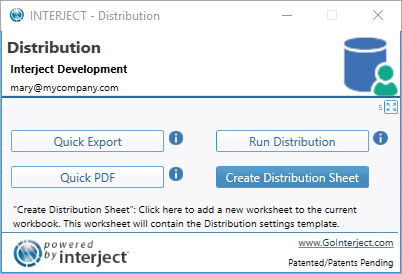 INTERJECT - Distribution
Distribution
Interject Development
mary@mycompany.com
s
Quick Export
Run Distribution
Quick PDF
Create Distribution Sheet
"Create Distribution Sheet": Click here to add a new worksheet to the current
workbook. This worksheet will contain the Distribution settings template.
powered
by interject™
www.GoInterject.com
Patented/Patents Pending